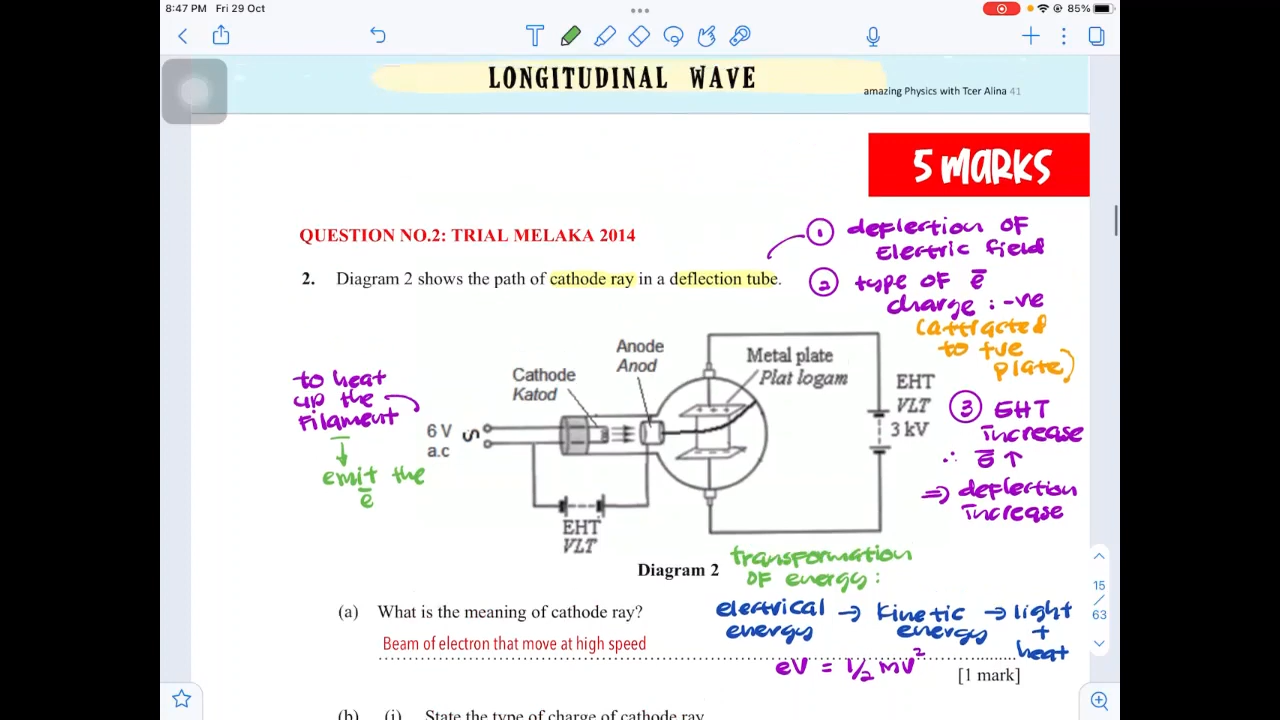 8:47 PM Fri 29 Oct
85%
LONGITUDINAL WAVE
amazing Physics with Tcer Alina 41
5 MARKS
QUESTION NO.2: TRIAL MELAKA 2014
2. Diagram 2 shows the path of cathode ray in a deflection tube.
1 deflection of
Electric field
2 type of ē
charge : -ve
(attracted
to +ve
plate)
3 EHT
increase
∴ ē ↑
⇒ deflection
increase
to heat
up the
filament
↓
emit the
ē
Cathode
Katod
Anode
Anod
Metal plate
Plat logam
6 V
a.c
EHT
VLT
3 kV
EHT
VLT
Diagram 2
transformation
of energy :
electrical → kinetic → light
energy energy +
heat
eV = 1/2 mv²
(a) What is the meaning of cathode ray?
Beam of electron that move at high speed
[1 mark]
(b) (i) State the type of charge of cathode ray
15
/
63